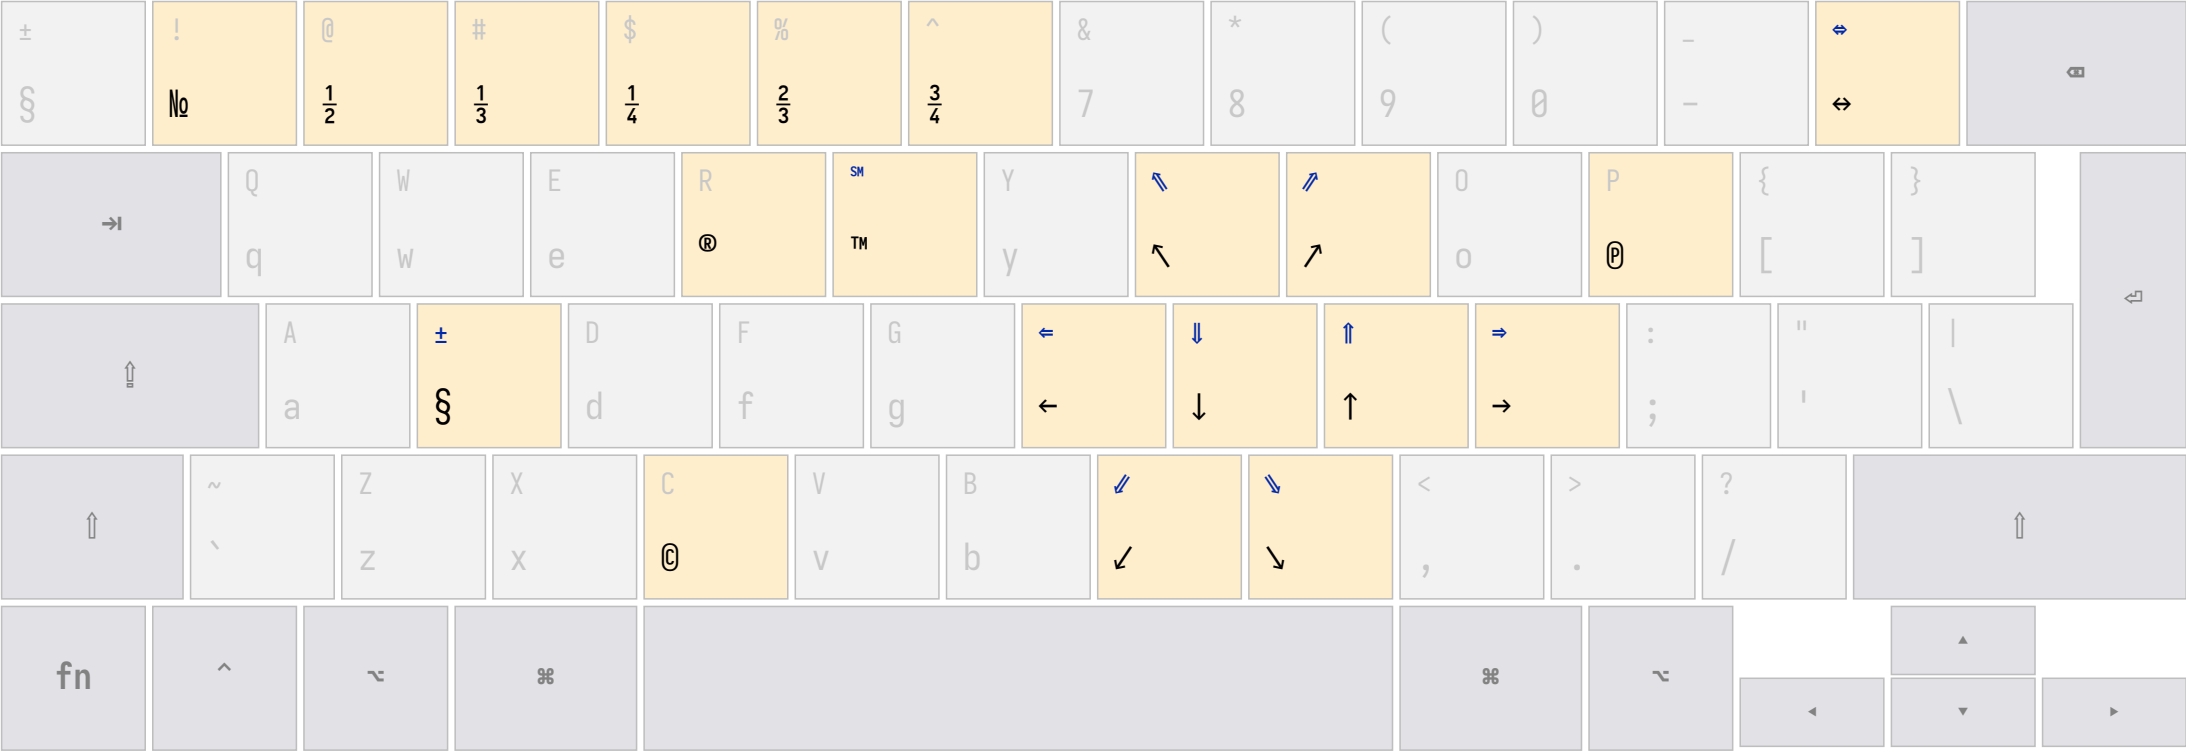 ± ! @ # $ % ^ & * ( ) _ ⇔
§ № ½ ⅓ ¼ ⅔ ¾ 7 8 9 0 - ↔ ⌫
Q W E R ℠ Y ⇖ ⇗ O P { }
⇥ q w e ® ™ y ↖ ↗ o ℗ [ ]
A ± D F G ⇐ ⇓ ⇑ ⇒ : " |
⇪ a § d f g ← ↓ ↑ → ; ' \ ⏎
~ Z X C V B ⇙ ⇘ < > ?
⇧ ` z x © v b ↙ ↘ , . / ⇧
fn ^ ⌥ ⌘ ⌘ ⌥ ◂ ▴ ▾ ▸